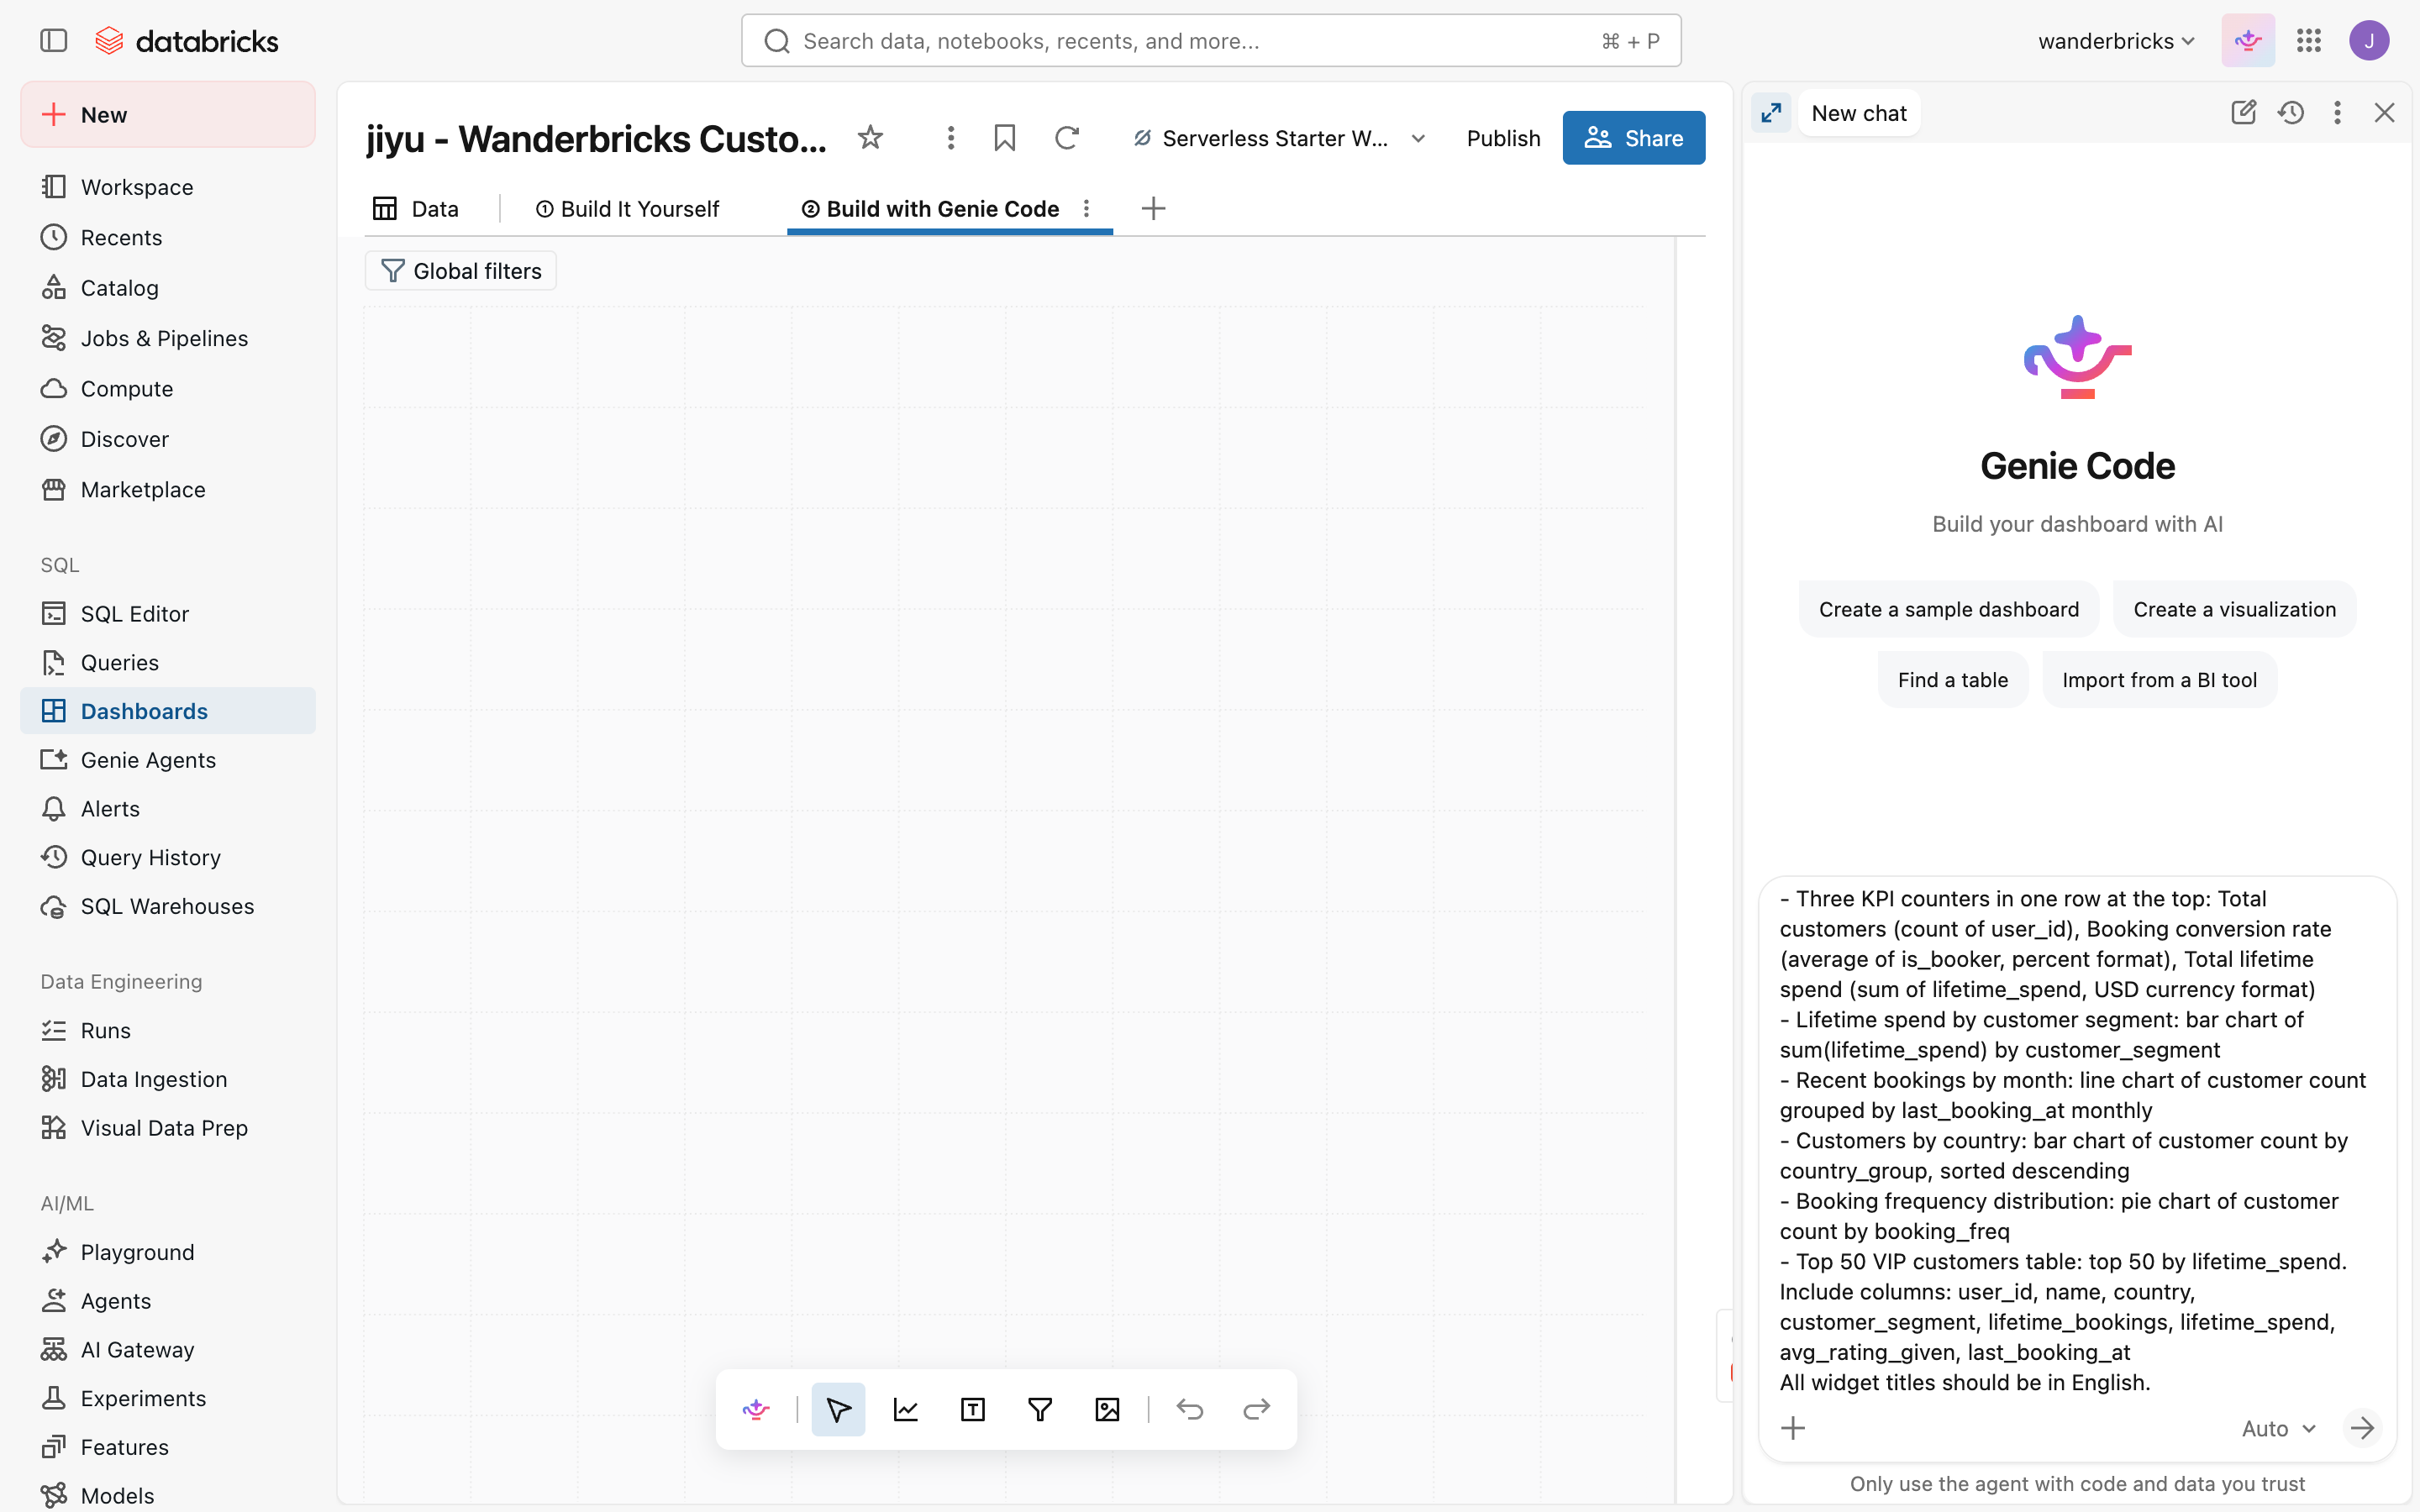 databricks
Search data, notebooks, recents, and more...
⌘ + P
wanderbricks
J
New
Workspace
Recents
Catalog
Jobs & Pipelines
Compute
Discover
Marketplace
SQL
SQL Editor
Queries
Dashboards
Genie Agents
Alerts
Query History
SQL Warehouses
Data Engineering
Runs
Data Ingestion
Visual Data Prep
AI/ML
Playground
Agents
AI Gateway
Experiments
Features
Models
jiyu - Wanderbricks Custo...
Serverless Starter W...
Publish
Share
Data
① Build It Yourself
② Build with Genie Code
Global filters
New chat
Genie Code
Build your dashboard with AI
Create a sample dashboard
Create a visualization
Find a table
Import from a BI tool
- Three KPI counters in one row at the top: Total
customers (count of user_id), Booking conversion rate
(average of is_booker, percent format), Total lifetime
spend (sum of lifetime_spend, USD currency format)
- Lifetime spend by customer segment: bar chart of
sum(lifetime_spend) by customer_segment
- Recent bookings by month: line chart of customer count
grouped by last_booking_at monthly
- Customers by country: bar chart of customer count by
country_group, sorted descending
- Booking frequency distribution: pie chart of customer
count by booking_freq
- Top 50 VIP customers table: top 50 by lifetime_spend.
Include columns: user_id, name, country,
customer_segment, lifetime_bookings, lifetime_spend,
avg_rating_given, last_booking_at
All widget titles should be in English.
Auto
Only use the agent with code and data you trust